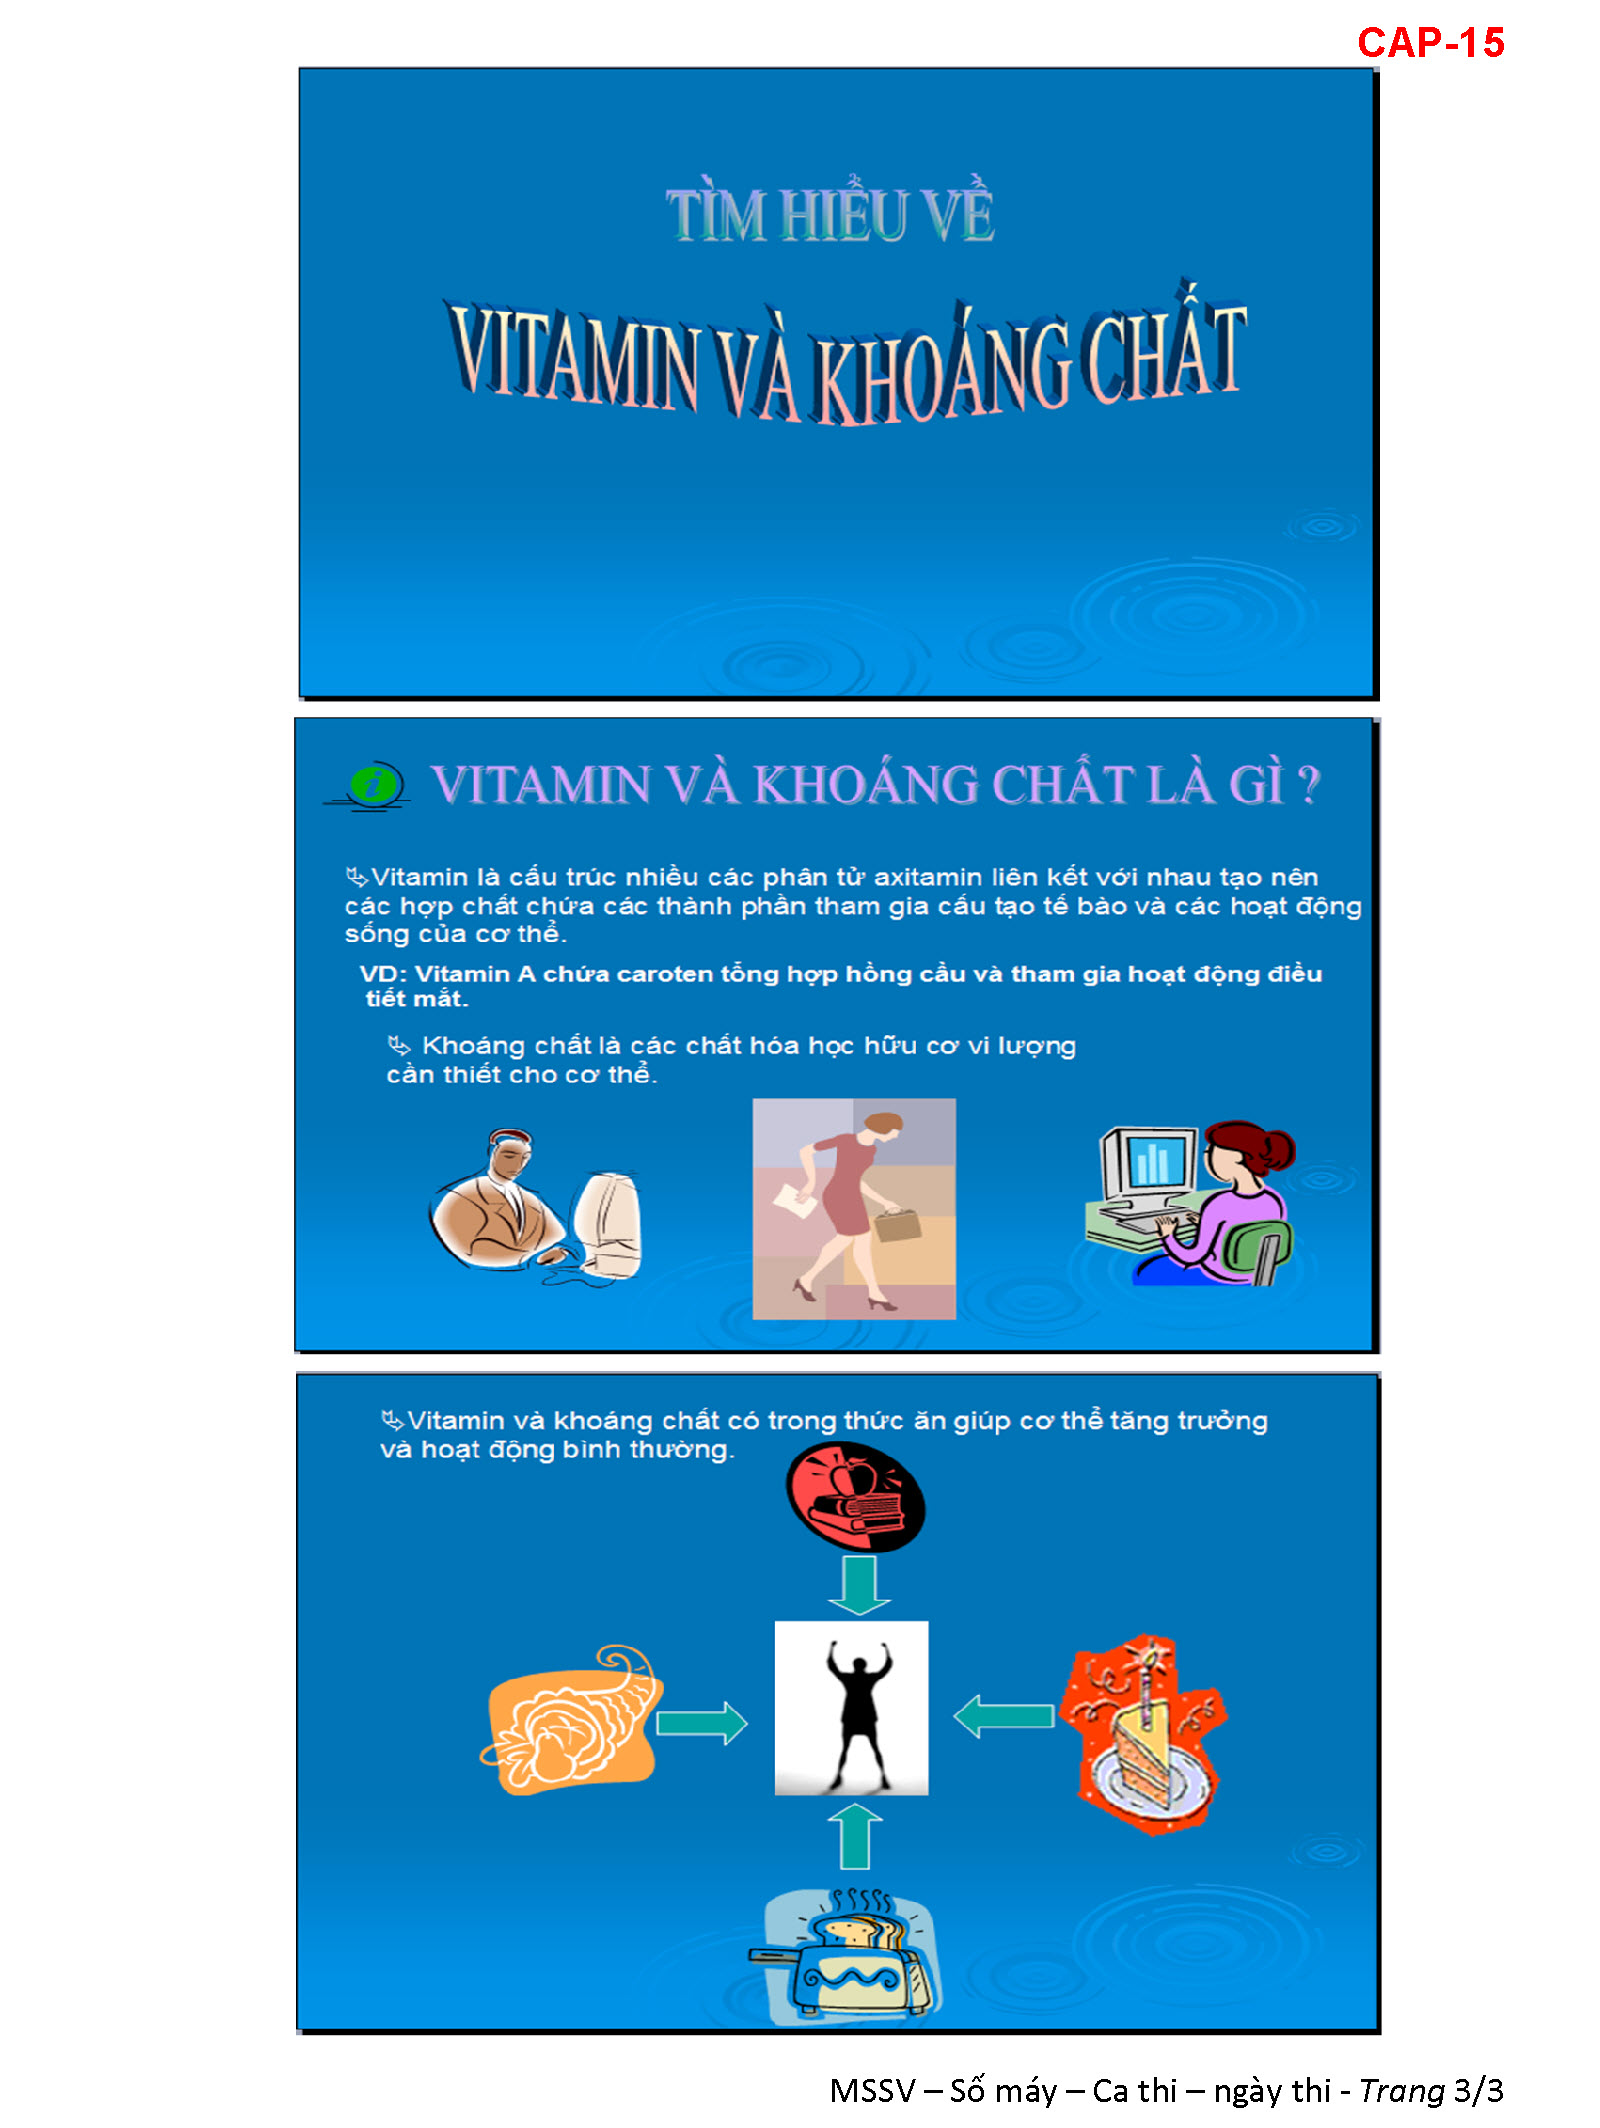 CAP-15
TÌM HIỂU VỀ
VITAMIN VÀ KHOÁNG CHẤT
VITAMIN VÀ KHOÁNG CHẤT LÀ GÌ ?
Vitamin là cấu trúc nhiều các phân tử axitamin liên kết với nhau tạo nên
các hợp chất chứa các thành phần tham gia cấu tạo tế bào và các hoạt động
sống của cơ thể.
VD: Vitamin A chứa caroten tổng hợp hồng cầu và tham gia hoạt động điều
tiết mắt.
Khoáng chất là các chất hóa học hữu cơ vi lượng
cần thiết cho cơ thể.
Vitamin và khoáng chất có trong thức ăn giúp cơ thể tăng trưởng
và hoạt động bình thường.
MSSV – Số máy – Ca thi – ngày thi - Trang 3/3